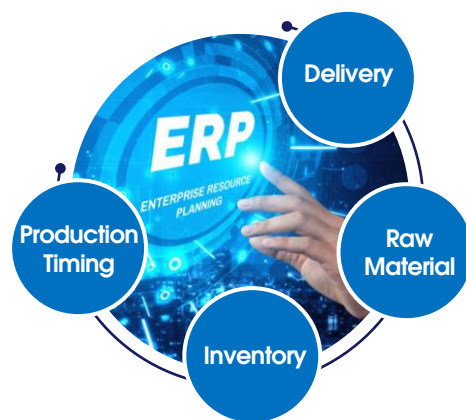 Delivery
ERP
ENTERPRISE RESOURCE
PLANNING
Production
Timing
Raw
Material
Inventory